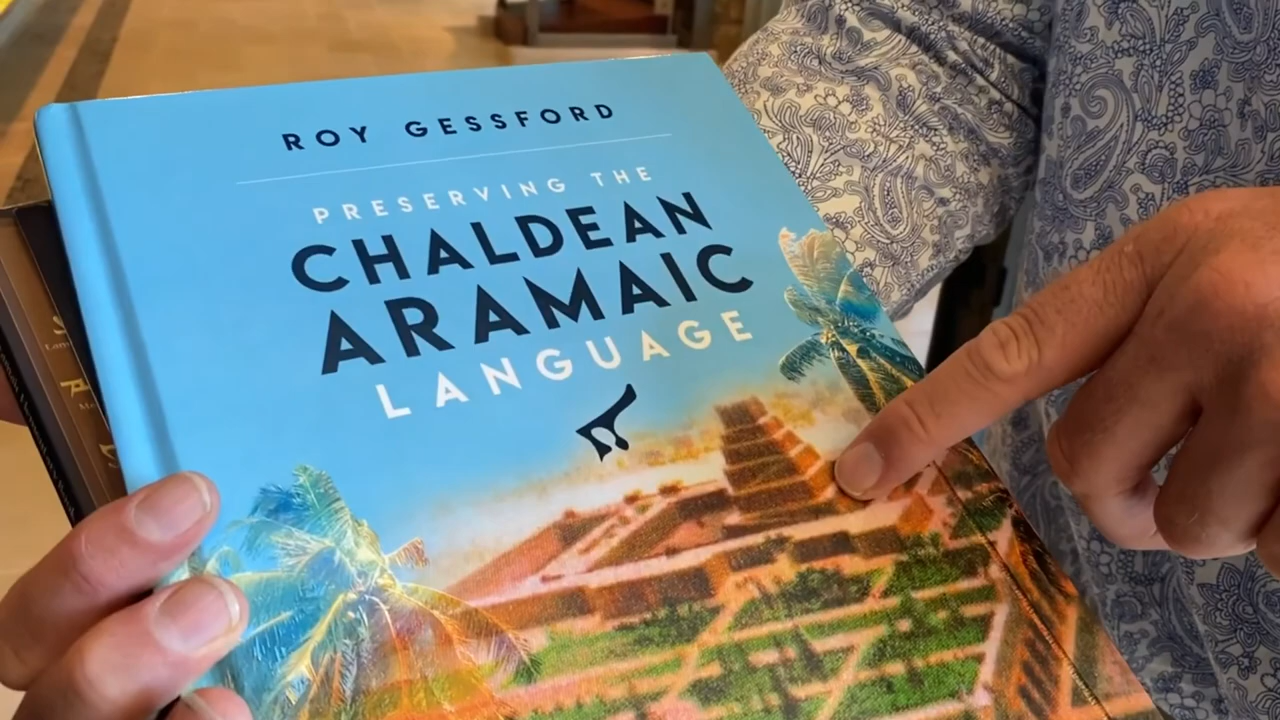 ROY GESSFORD
PRESERVING THE
CHALDEAN
ARAMAIC
LANGUAGE